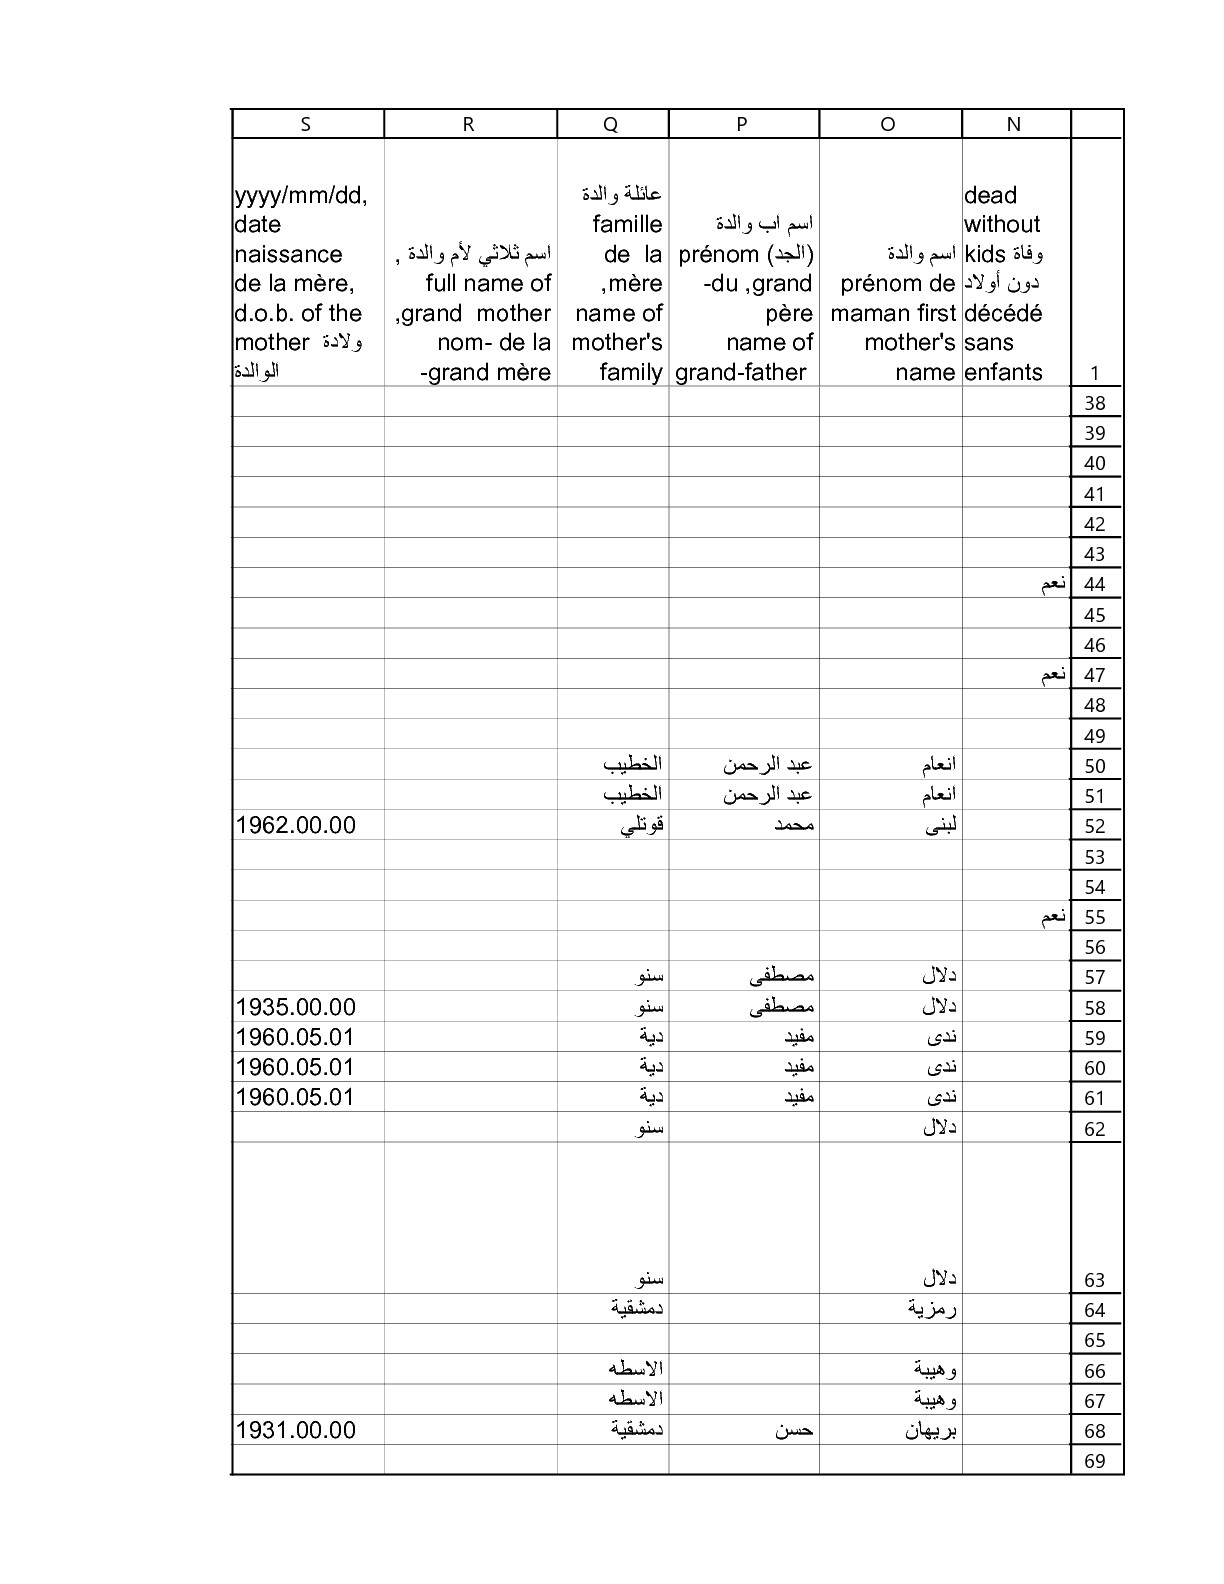 S R Q P O N
yyyy/mm/dd,
date
naissance
de la mère,
d.o.b. of the
mother ولادة
الوالدة
اسم ثلاثي لأم والدة ,
full name of
,grand mother
nom- de la
-grand mère
عائلة والدة
famille
de la
,mère
name of
mother's
family
اسم اب والدة
prénom (الجد)
-du ,grand
père
name of
grand-father
اسم والدة
prénom de
maman first
mother's
name
dead
without
kids وفاة
دون أولاد
décédé
sans
enfants
1
38
39
40
41
42
43
نعم 44
45
46
نعم 47
48
49
الخطيب عبد الرحمن انعام 50
الخطيب عبد الرحمن انعام 51
1962.00.00 قوتلي محمد لبنى 52
53
54
نعم 55
56
سنو مصطفى دلال 57
1935.00.00 سنو مصطفى دلال 58
1960.05.01 دية مفيد ندى 59
1960.05.01 دية مفيد ندى 60
1960.05.01 دية مفيد ندى 61
سنو دلال 62
سنو دلال 63
دمشقية رمزية 64
65
الاسطه وهيبة 66
الاسطه وهيبة 67
1931.00.00 دمشقية حسن بريهان 68
69